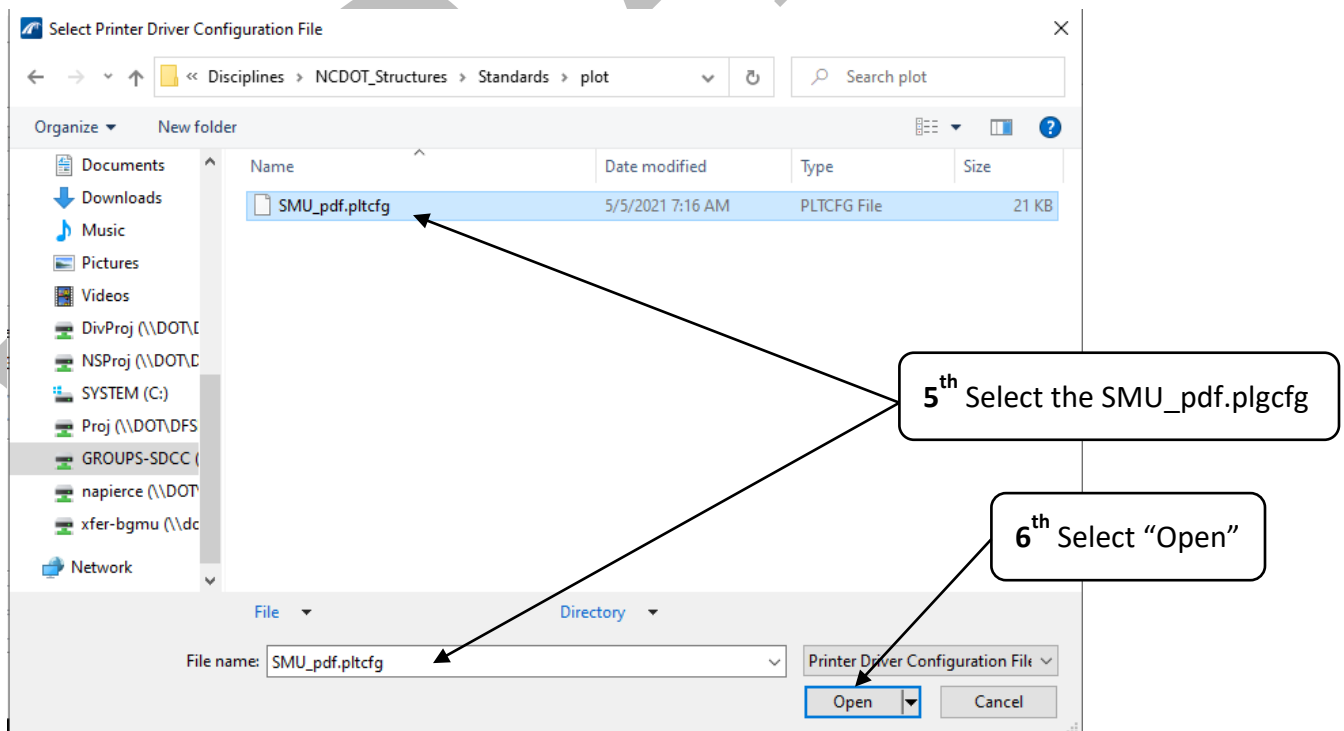 Select Printer Driver Configuration File
« Disciplines > NCDOT_Structures > Standards > plot
Search plot
Organize
New folder
Name Date modified Type Size
Documents
SMU_pdf.pltcfg 5/5/2021 7:16 AM PLTCFG File 21 KB
Downloads
Music
Pictures
Videos
DivProj (\\DOT\D
NSProj (\\DOT\D
SYSTEM (C:)
Proj (\\DOT\DFS
GROUPS-SDCC (
napierce (\\DOT\
xfer-bgmu (\\dc
Network
5th Select the SMU_pdf.plgcfg
6th Select “Open”
File Directory
File name: SMU_pdf.pltcfg
Printer Driver Configuration File
Open Cancel